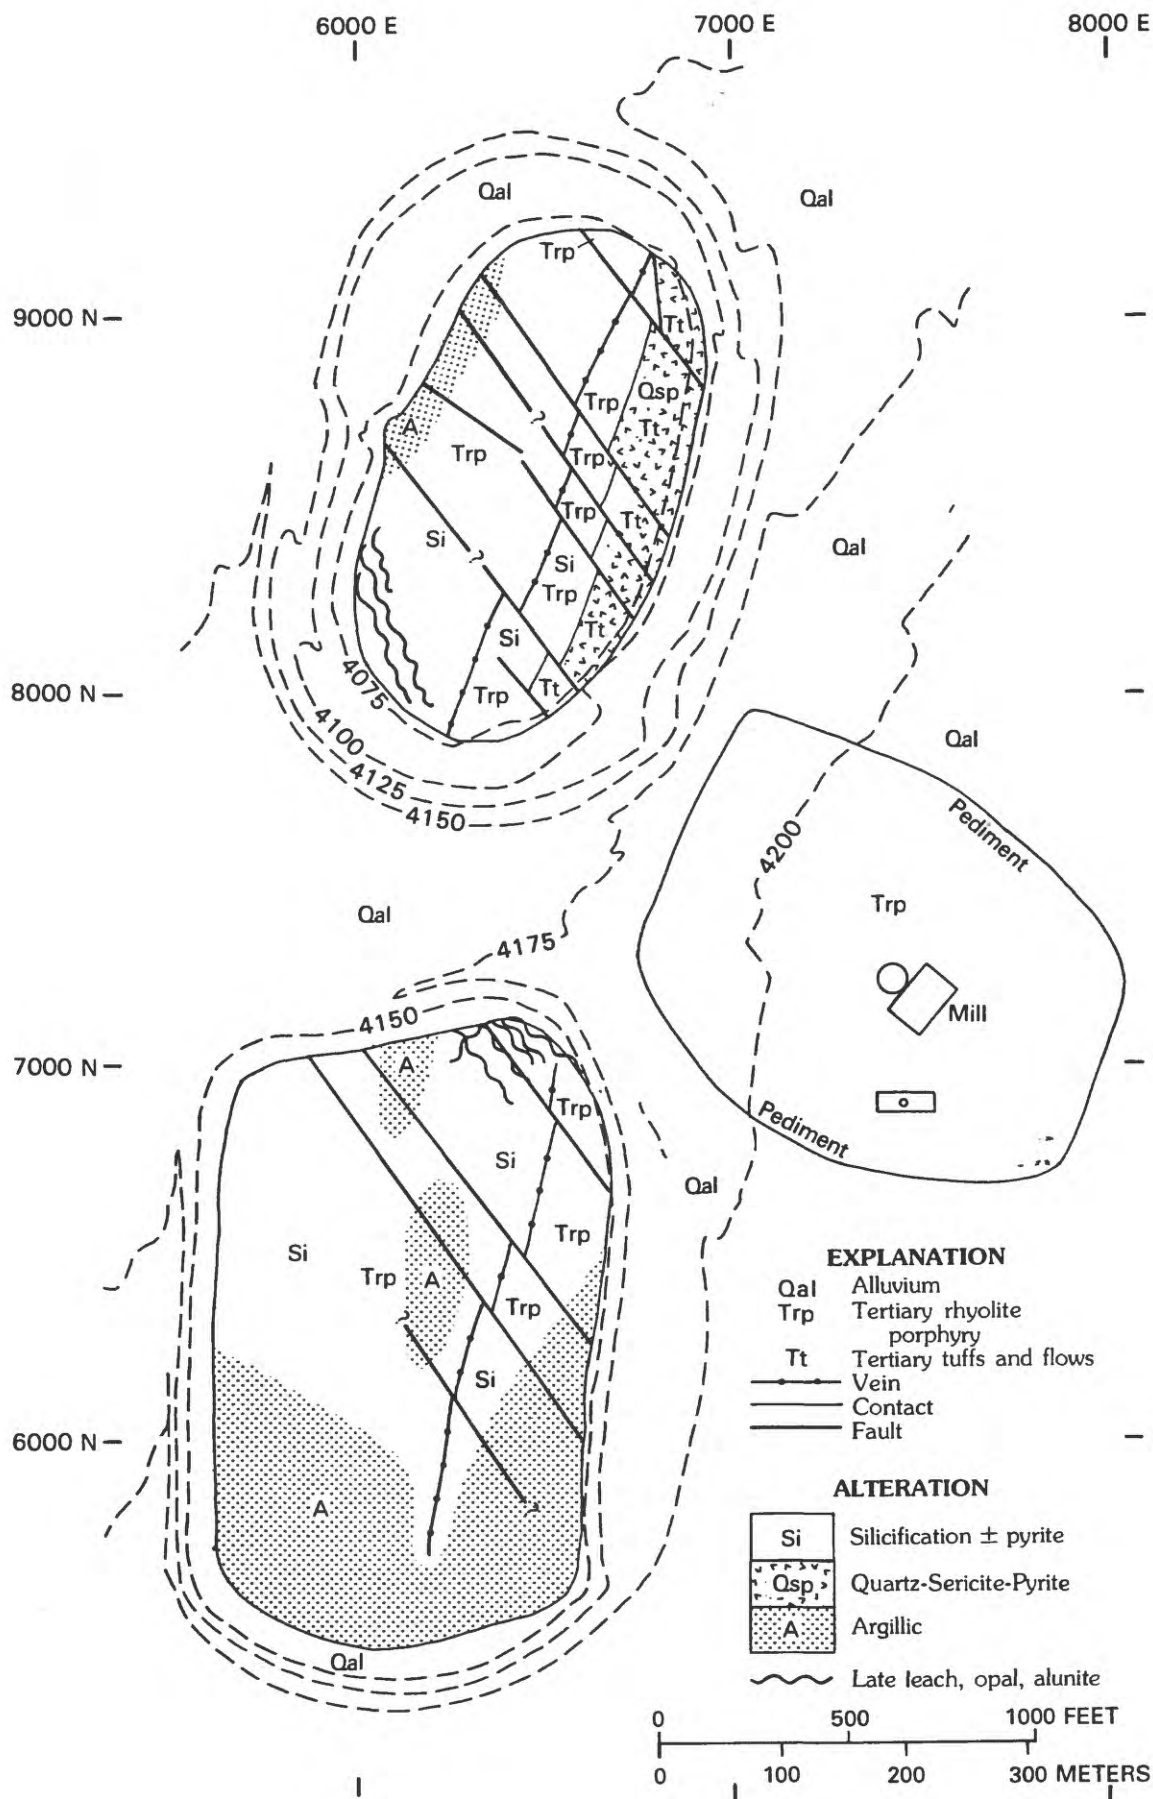 6000 E 7000 E 8000 E
Qal
Qal
Trp
9000 N
Tt
Qsp
Trp
Tt
A
Trp
Trp
Trp
Tt
Si
?
Qal
Si
Trp
Tt
Si
?
4075
Trp
Tt
8000 N
?
4100
4125
4150
Qal
Pediment
4200
Trp
Qal
4175
Mill
4150
7000 N
A
Trp
Pediment
Si
Qal
Trp
Si
Trp
A
Trp
?
Si
6000 N
A
?
Qal
EXPLANATION
Qal Alluvium
Trp Tertiary rhyolite
porphyry
Tt Tertiary tuffs and flows
Vein
Contact
Fault
ALTERATION
Si Silicification ± pyrite
Qsp Quartz-Sericite-Pyrite
A Argillic
Late leach, opal, alunite
0 500 1000 FEET
0 100 200 300 METERS